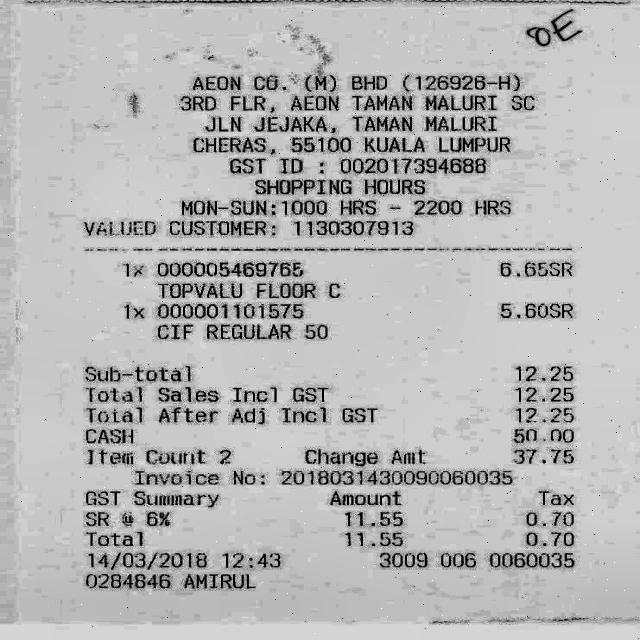 8E
AEON CO. (M) BHD (126926-H)
3RD FLR, AEON TAMAN MALURI SC
JLN JEJAKA, TAMAN MALURI
CHERAS, 55100 KUALA LUMPUR
GST ID : 002017394688
SHOPPING HOURS
MON-SUN:1000 HRS - 2200 HRS
VALUED CUSTOMER: 1130307913
1x 000005469765 6.65SR
TOPVALU FLOOR C
1x 000001101575 5.60SR
CIF REGULAR 50
Sub-total 12.25
Total Sales Incl GST 12.25
Total After Adj Incl GST 12.25
CASH 50.00
Item Count 2 Change Amt 37.75
Invoice No: 2018031430090060035
GST Summary Amount Tax
SR @ 6% 11.55 0.70
Total 11.55 0.70
14/03/2018 12:43 3009 006 0060035
0284846 AMIRUL